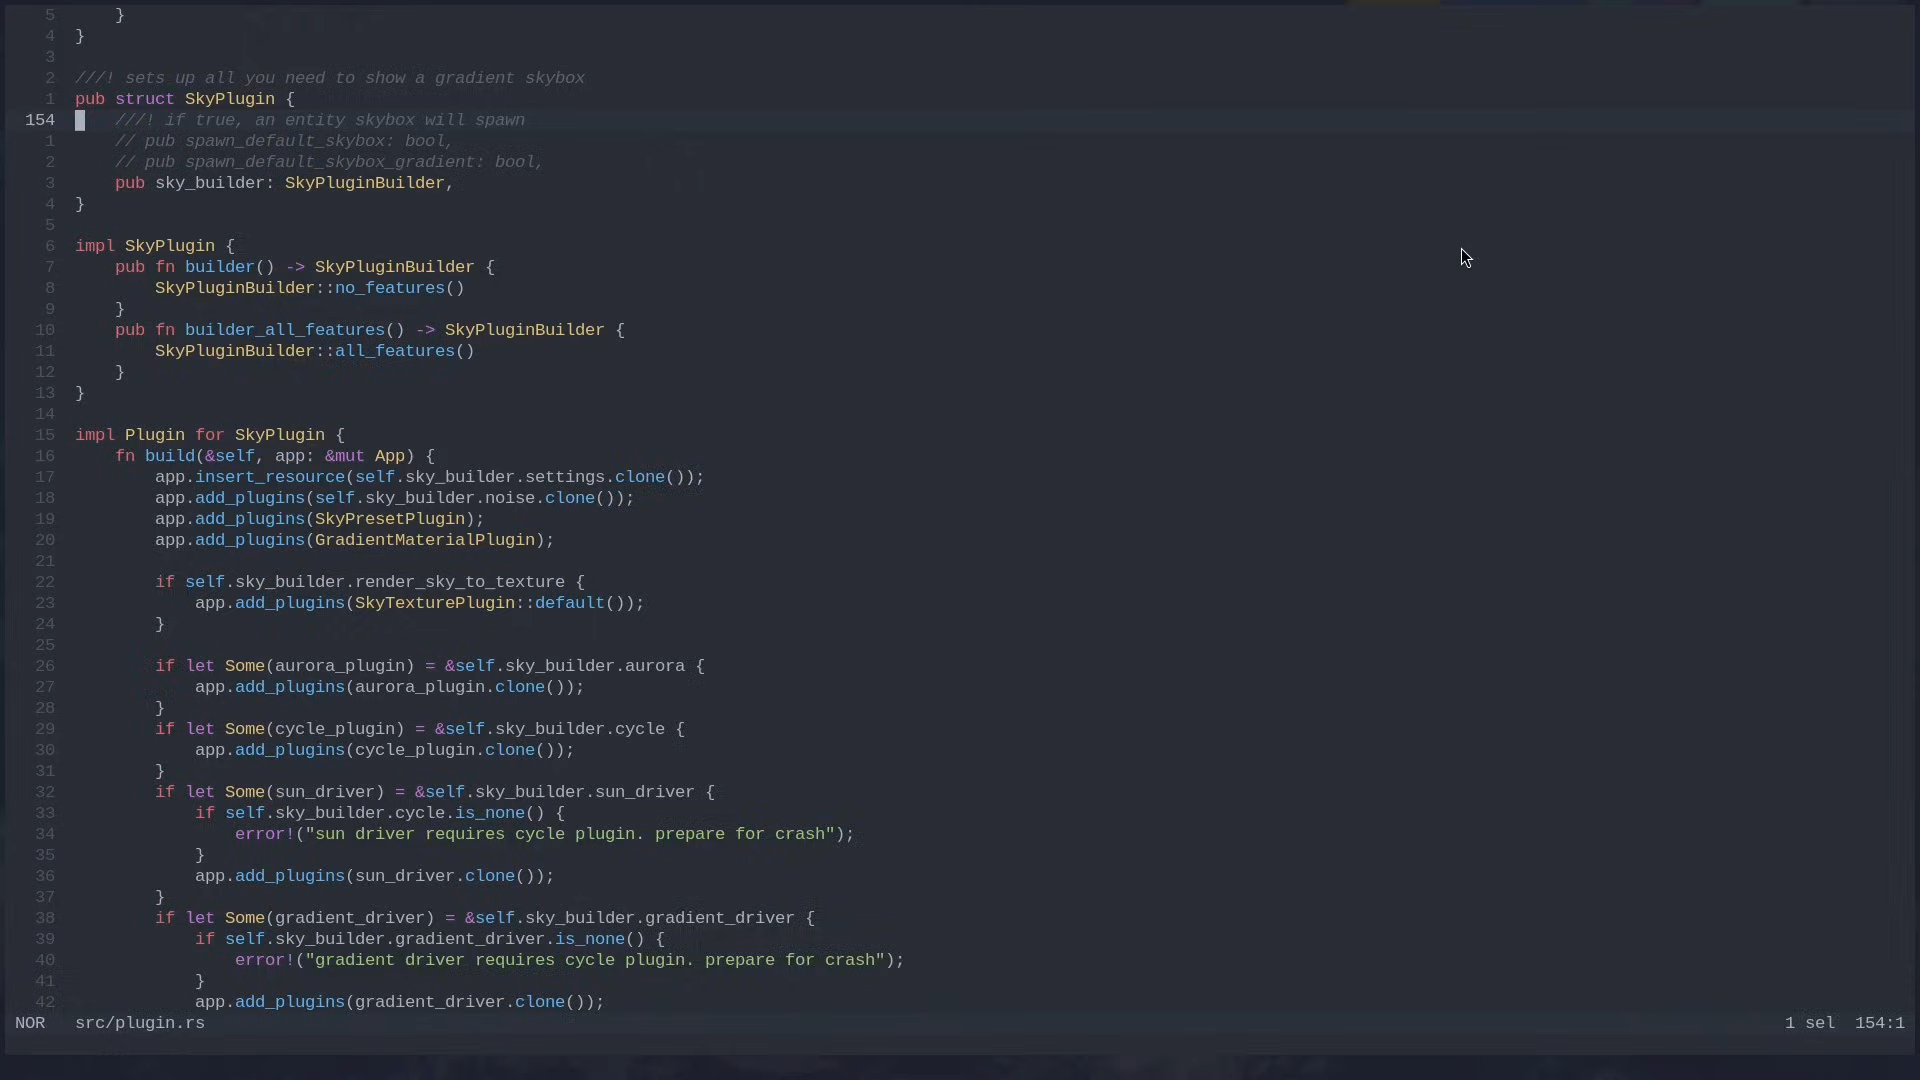 5     }
4 }
3
2 ///! sets up all you need to show a gradient skybox
1 pub struct SkyPlugin {
154     ///! if true, an entity skybox will spawn
1     // pub spawn_default_skybox: bool,
2     // pub spawn_default_skybox_gradient: bool,
3     pub sky_builder: SkyPluginBuilder,
4 }
5
6 impl SkyPlugin {
7     pub fn builder() -> SkyPluginBuilder {
8         SkyPluginBuilder::no_features()
9     }
10     pub fn builder_all_features() -> SkyPluginBuilder {
11         SkyPluginBuilder::all_features()
12     }
13 }
14
15 impl Plugin for SkyPlugin {
16     fn build(&self, app: &mut App) {
17         app.insert_resource(self.sky_builder.settings.clone());
18         app.add_plugins(self.sky_builder.noise.clone());
19         app.add_plugins(SkyPresetPlugin);
20         app.add_plugins(GradientMaterialPlugin);
21
22         if self.sky_builder.render_sky_to_texture {
23             app.add_plugins(SkyTexturePlugin::default());
24         }
25
26         if let Some(aurora_plugin) = &self.sky_builder.aurora {
27             app.add_plugins(aurora_plugin.clone());
28         }
29         if let Some(cycle_plugin) = &self.sky_builder.cycle {
30             app.add_plugins(cycle_plugin.clone());
31         }
32         if let Some(sun_driver) = &self.sky_builder.sun_driver {
33             if self.sky_builder.cycle.is_none() {
34                 error!("sun driver requires cycle plugin. prepare for crash");
35             }
36             app.add_plugins(sun_driver.clone());
37         }
38         if let Some(gradient_driver) = &self.sky_builder.gradient_driver {
39             if self.sky_builder.gradient_driver.is_none() {
40                 error!("gradient driver requires cycle plugin. prepare for crash");
41             }
42             app.add_plugins(gradient_driver.clone());
NOR   src/plugin.rs   1 sel  154:1